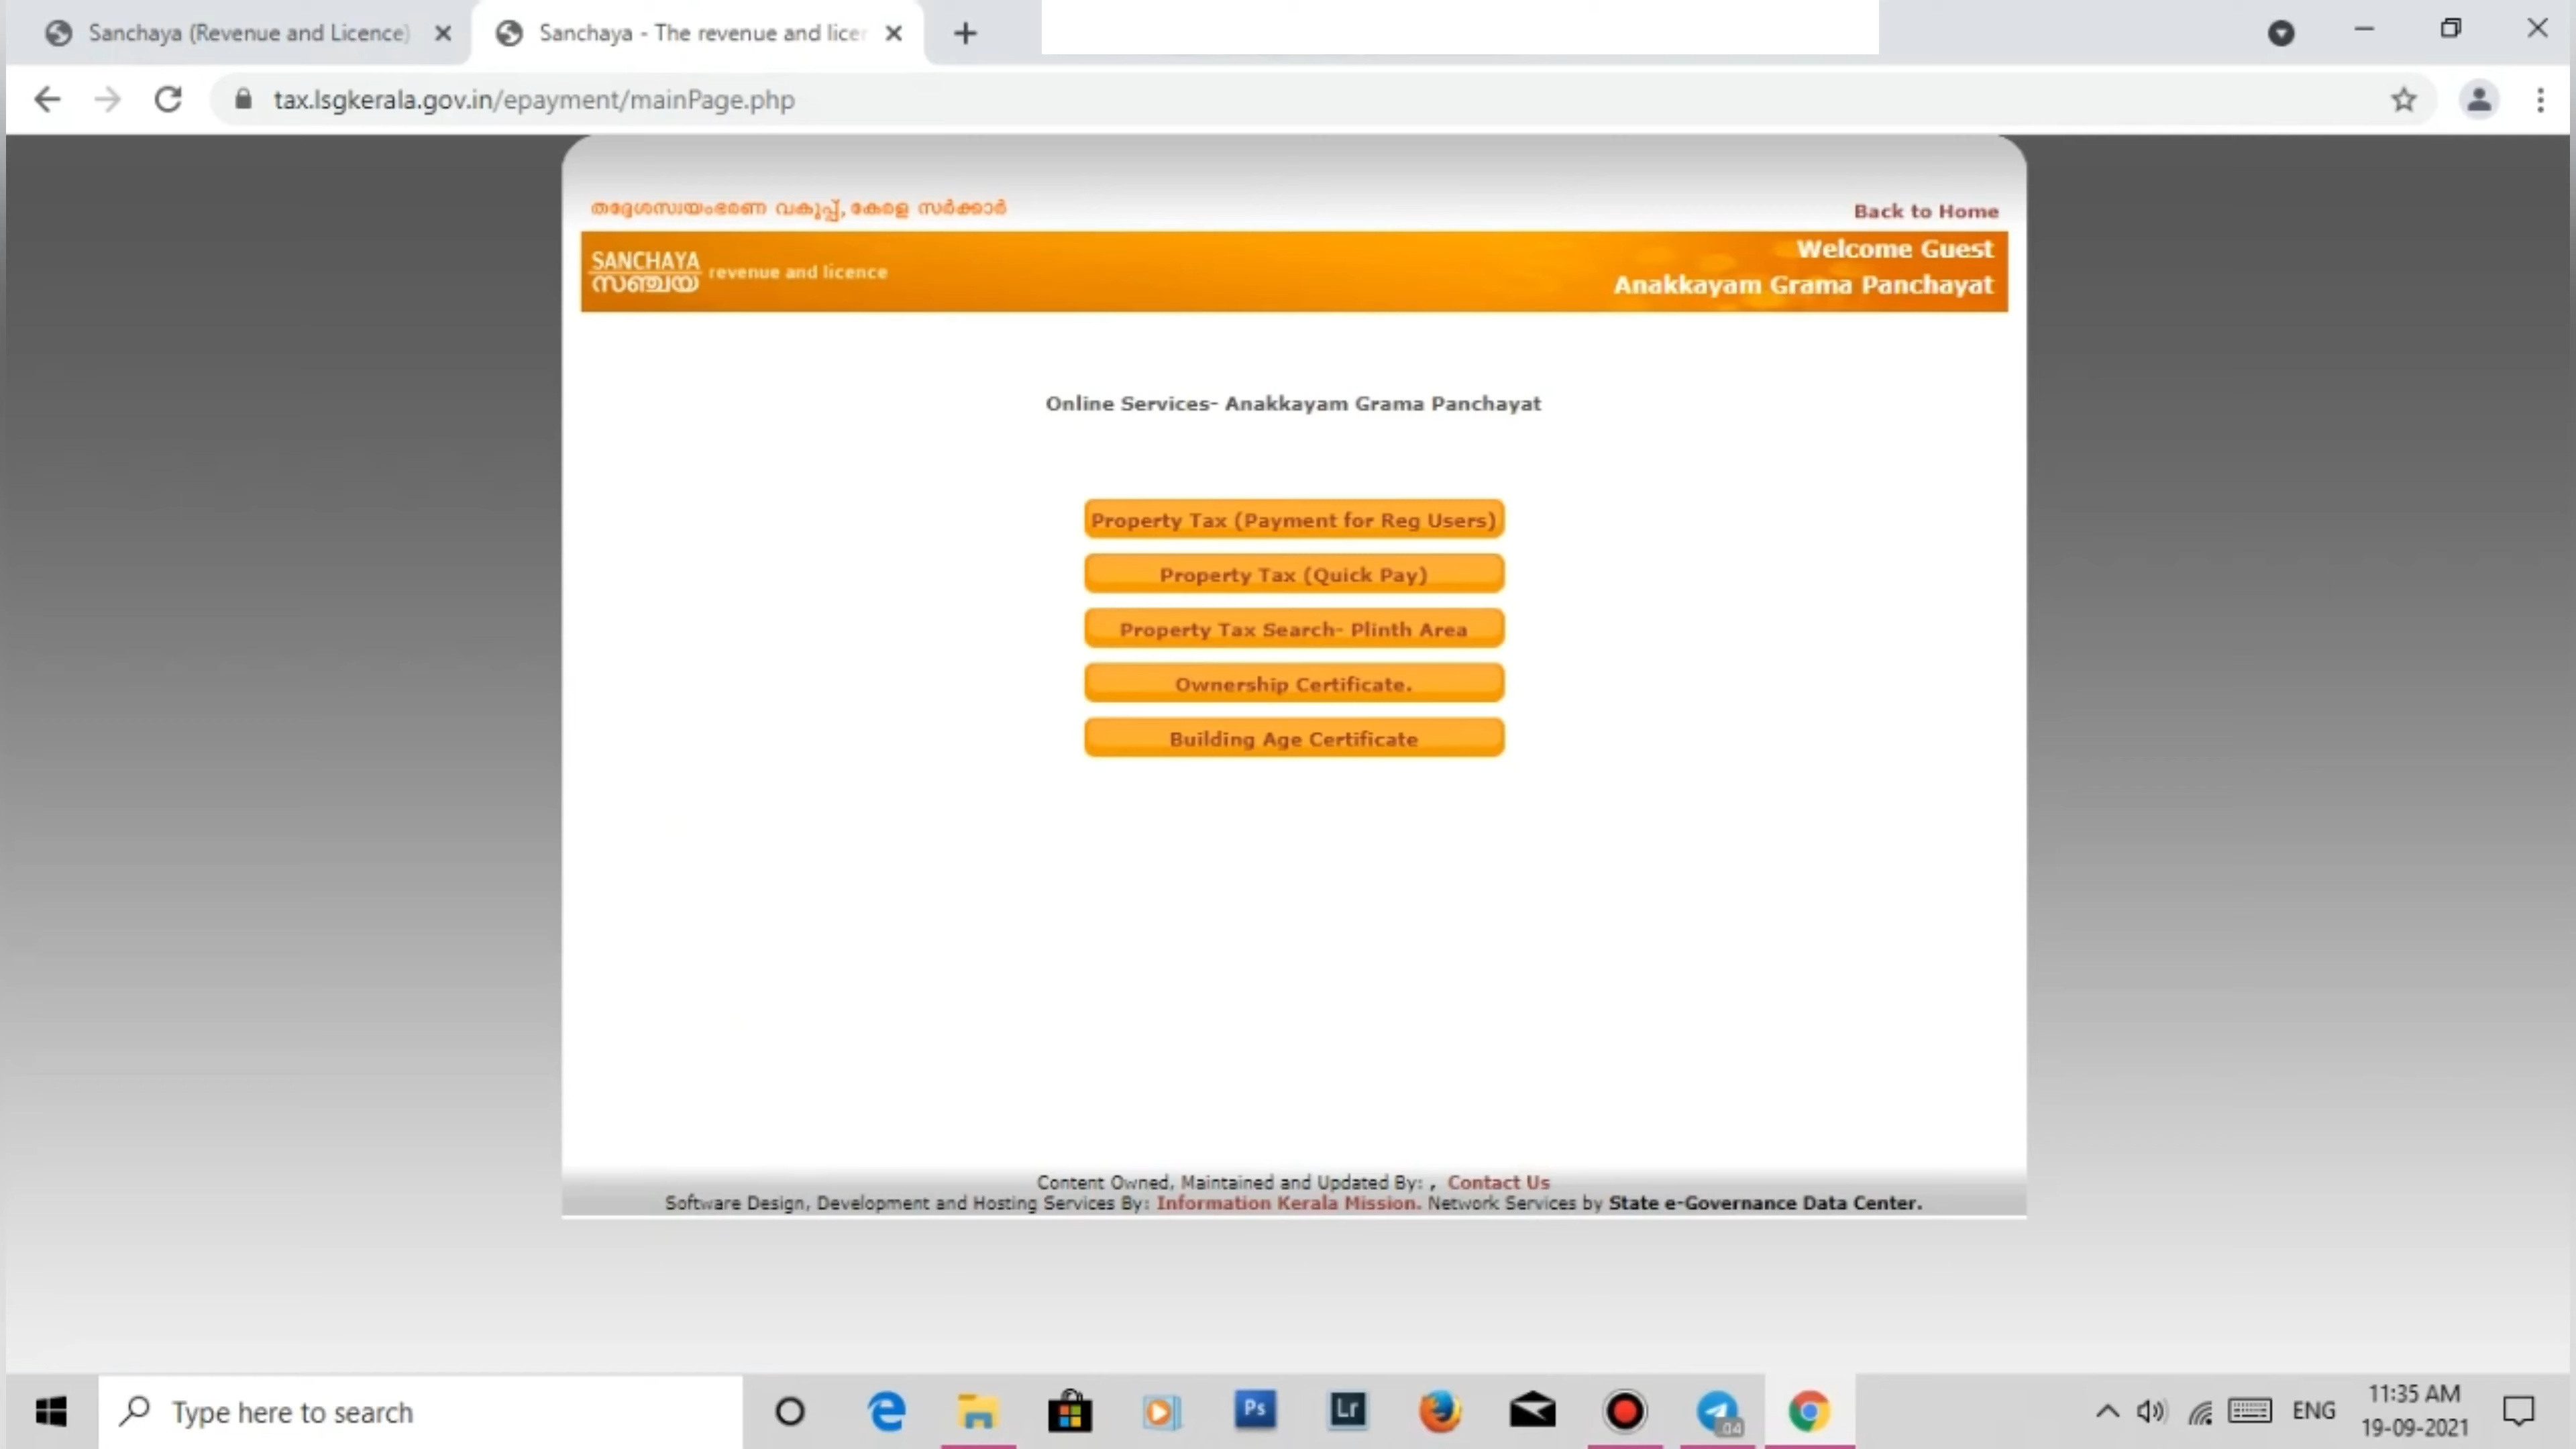 Sanchaya (Revenue and Licence)
Sanchaya - The revenue and licen
tax.lsgkerala.gov.in/epayment/mainPage.php
തദ്ദേശസ്വയംഭരണ വകുപ്പ്, കേരള സർക്കാർ
Back to Home
SANCHAYA
സഞ്ചയ
revenue and licence
Welcome Guest
Anakkayam Grama Panchayat
Online Services- Anakkayam Grama Panchayat
Property Tax (Payment for Reg Users)
Property Tax (Quick Pay)
Property Tax Search- Plinth Area
Ownership Certificate.
Building Age Certificate
Content Owned, Maintained and Updated By: , Contact Us
Software Design, Development and Hosting Services By: Information Kerala Mission. Network Services by State e-Governance Data Center.
Type here to search
Ps
Lr
04
ENG
11:35 AM
19-09-2021